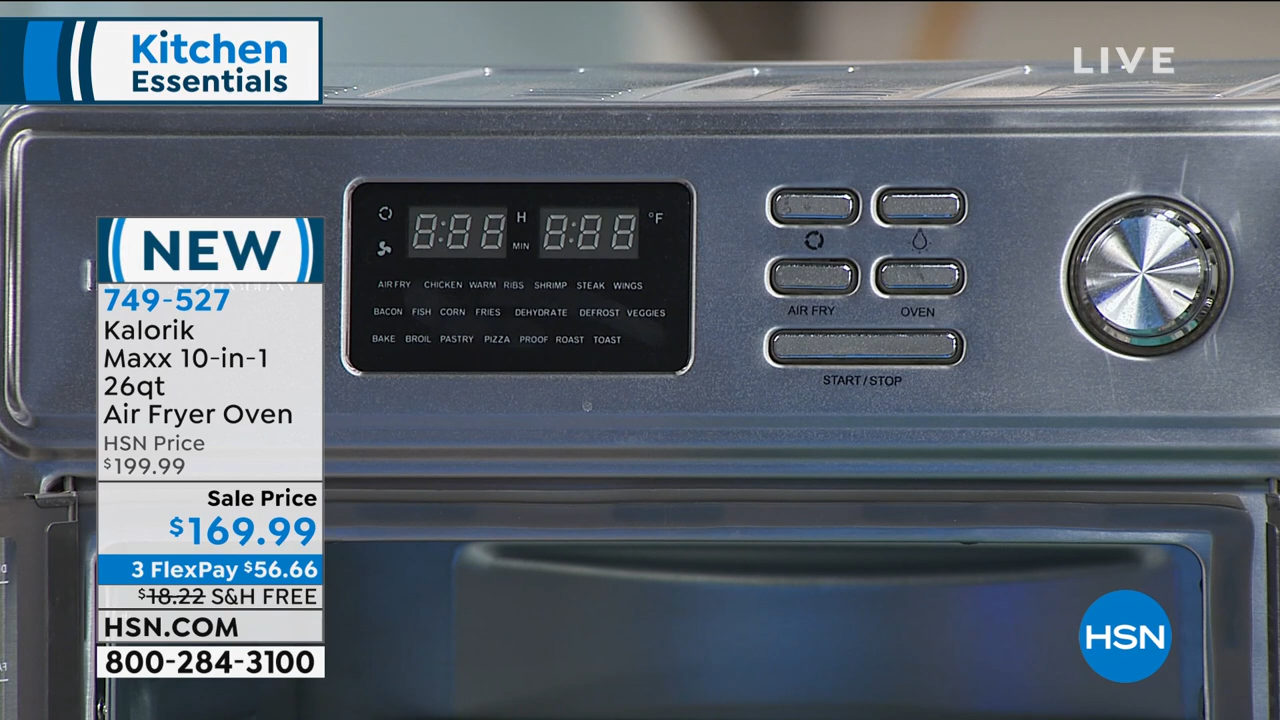 Kitchen
Essentials
LIVE
NEW
749-527
Kalorik
Maxx 10-in-1
26qt
Air Fryer Oven
HSN Price
$199.99
Sale Price
$169.99
3 FlexPay $56.66
$18.22 S&H FREE
HSN.COM
800-284-3100
8:88 H MIN 8:88 °F
AIR FRY CHICKEN WARM RIBS SHRIMP STEAK WINGS
BACON FISH CORN FRIES DEHYDRATE DEFROST VEGGIES
BAKE BROIL PASTRY PIZZA PROOF ROAST TOAST
AIR FRY OVEN
START / STOP
HSN